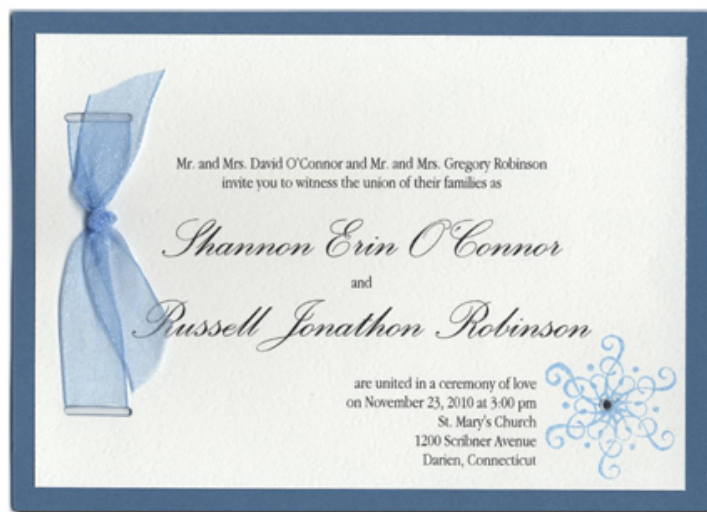 Mr. and Mrs. David O'Connor and Mr. and Mrs. Gregory Robinson
invite you to witness the union of their families as
Shannon Erin O'Connor
and
Russell Jonathon Robinson
are united in a ceremony of love
on November 23, 2010 at 3:00 pm
St. Mary's Church
1200 Scribner Avenue
Darien, Connecticut